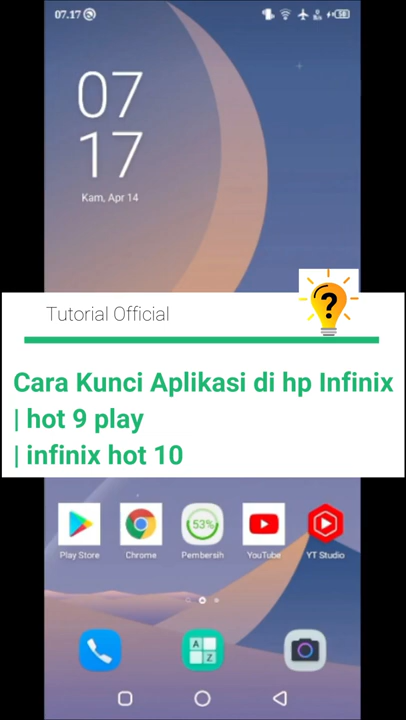 07.17
07
17
Kam, Apr 14
Tutorial Official
?
Cara Kunci Aplikasi di hp Infinix
| hot 9 play
| infinix hot 10
53%
Play Store
Chrome
Pembersih
YouTube
YT Studio
A
Z